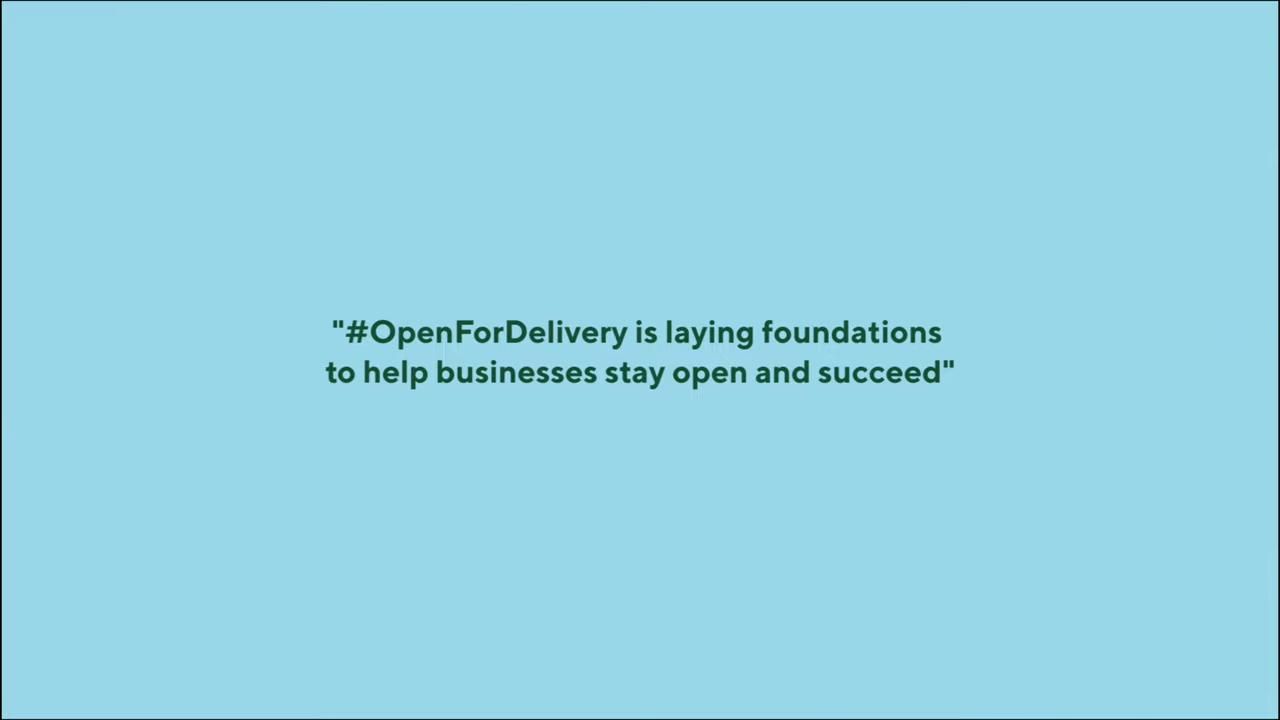 "#OpenForDelivery is laying foundations
to help businesses stay open and succeed"